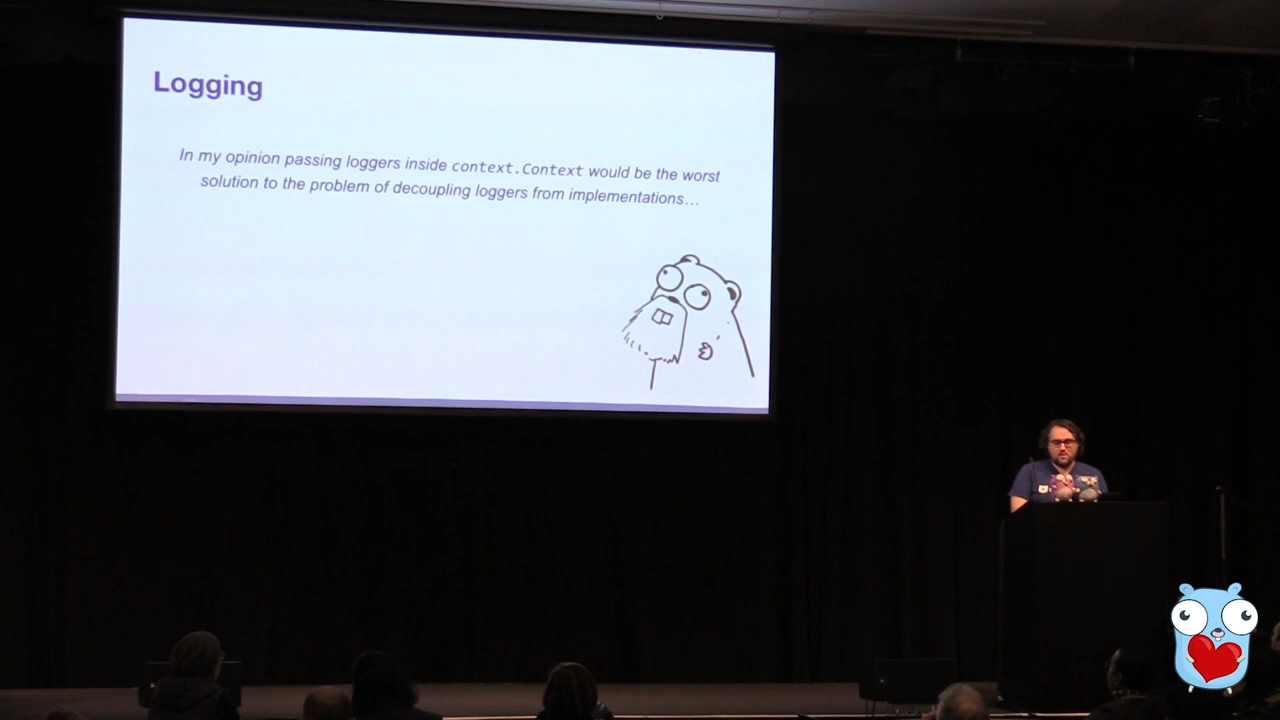 Logging
In my opinion passing loggers inside context.Context would be the worst
solution to the problem of decoupling loggers from implementations…